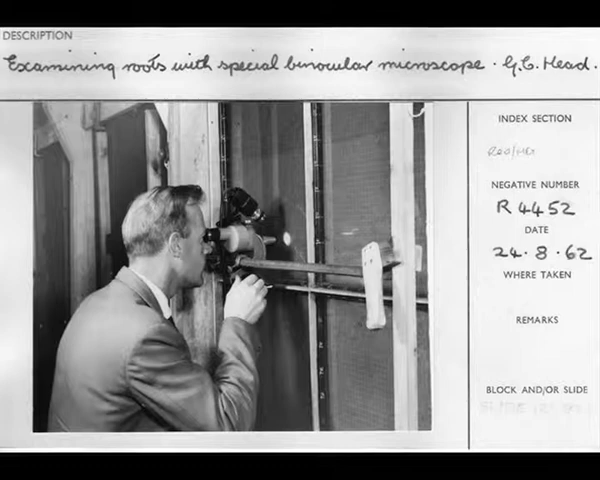 DESCRIPTION
Examining roots with special binocular microscope. G.C. Head.
INDEX SECTION
NEGATIVE NUMBER
R 4452
DATE
24.8.62
WHERE TAKEN
REMARKS
BLOCK AND/OR SLIDE